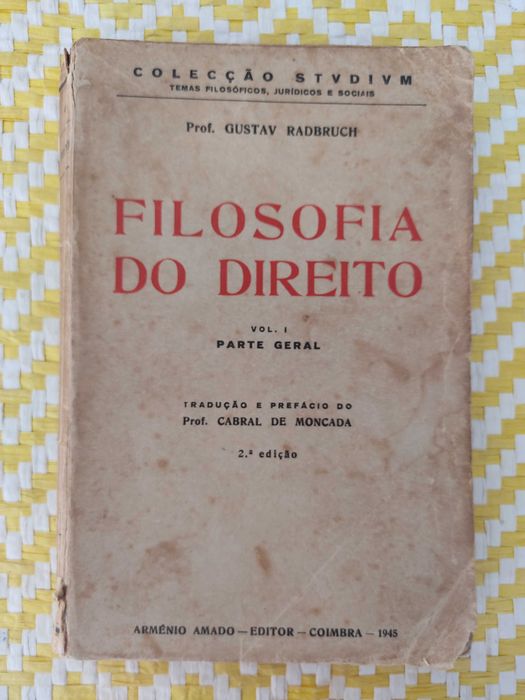 COLECÇÃO STVDIVM
TEMAS FILOSÓFICOS, JURÍDICOS E SOCIAIS
Prof. GUSTAV RADBRUCH
FILOSOFIA
DO DIREITO
VOL. I
PARTE GERAL
TRADUÇÃO E PREFÁCIO DO
Prof. CABRAL DE MONCADA
2.ª edição
ARMÉNIO AMADO — EDITOR — COIMBRA — 1945